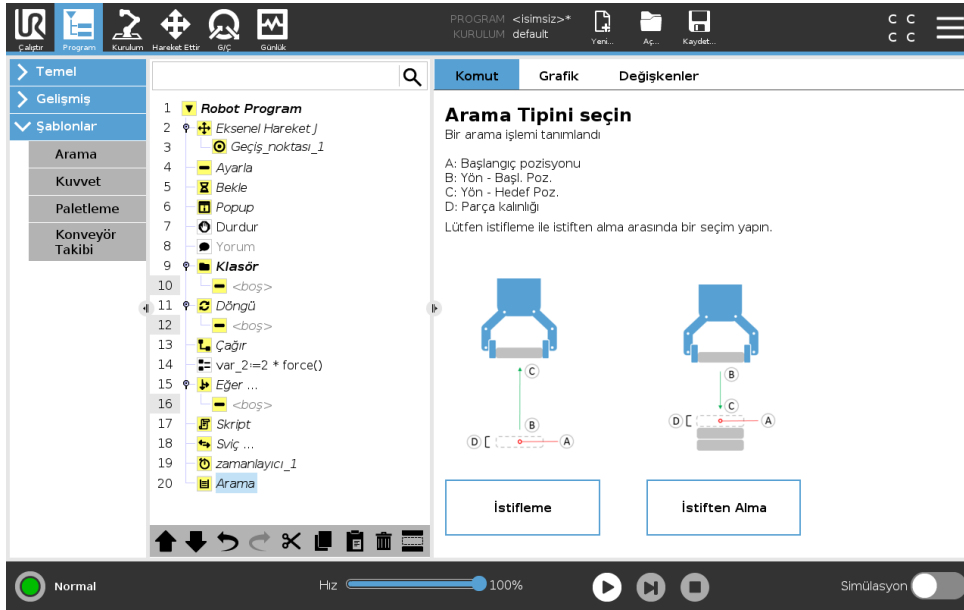 PROGRAM <isimsiz>*
KURULUM default
C C
C C
Çalıştır
Program
Kurulum
Hareket Ettir
G/Ç
Günlük
Yeni...
Aç...
Kaydet...
Temel
Gelişmiş
Şablonlar
Arama
Kuvvet
Paletleme
Konveyör
Takibi
1 Robot Program
2 Eksenel Hareket J
3 Geçiş_noktası_1
4 Ayarla
5 Bekle
6 Popup
7 Durdur
8 Yorum
9 Klasör
10 <boş>
11 Döngü
12 <boş>
13 Çağır
14 var_2:=2 * force()
15 Eğer ...
16 <boş>
17 Skript
18 Sviç ...
19 zamanlayıcı_1
20 Arama
Komut
Grafik
Değişkenler
Arama Tipini seçin
Bir arama işlemi tanımlandı
A: Başlangıç pozisyonu
B: Yön - Başl. Poz.
C: Yön - Hedef Poz.
D: Parça kalınlığı
Lütfen istifleme ile istiften alma arasında bir seçim yapın.
C
B
D
A
B
C
D
A
İstifleme
İstiften Alma
Normal
Hız
100%
Simülasyon